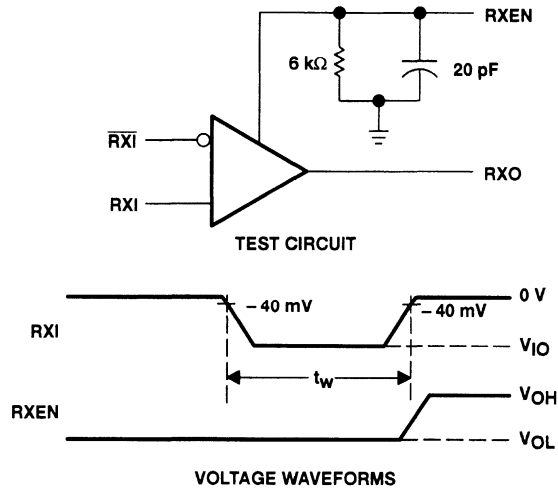 RXEN
6 kΩ
20 pF
RXI
RXI
RXO
TEST CIRCUIT
0 V
- 40 mV
- 40 mV
RXI
VIO
tw
VOH
RXEN
VOL
VOLTAGE WAVEFORMS